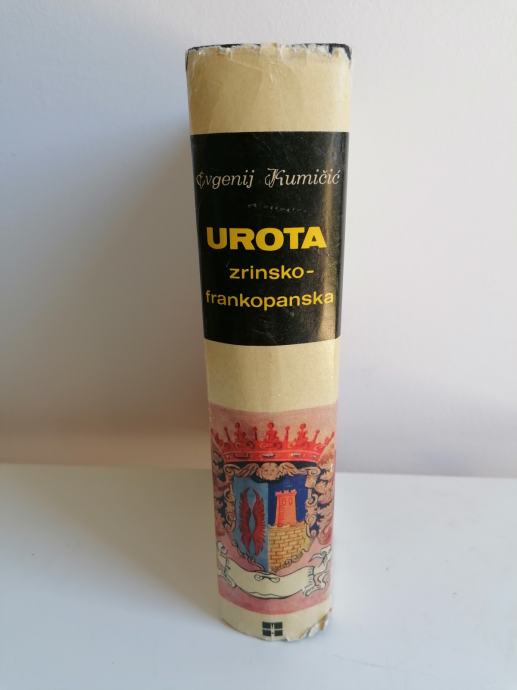 Evgenij Kumičić
UROTA
zrinsko-
frankopanska